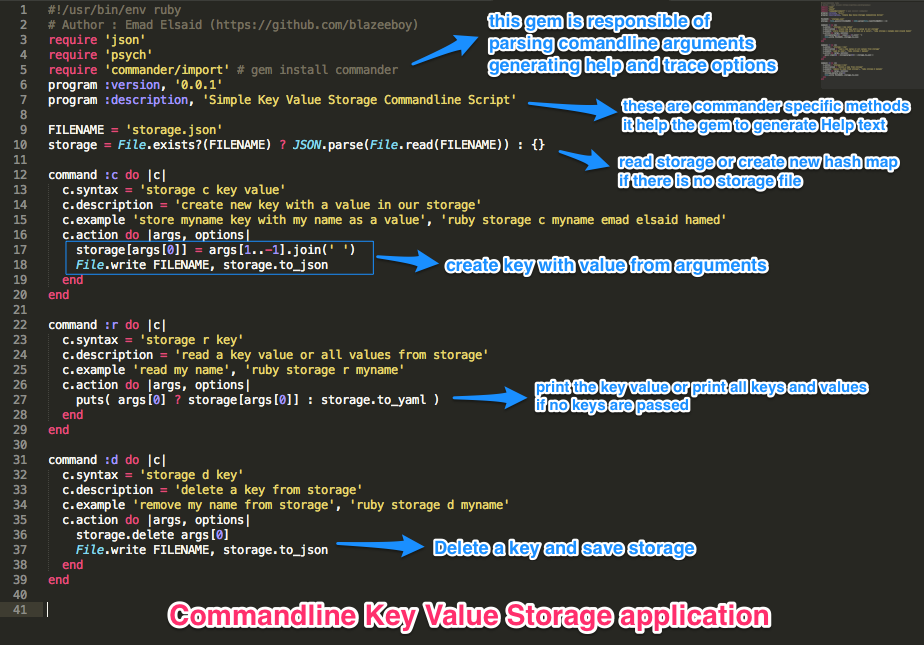 1 #!/usr/bin/env ruby
2 # Author : Emad Elsaid (https://github.com/blazeeboy)
3 require 'json'
4 require 'psych'
5 require 'commander/import' # gem install commander
6 program :version, '0.0.1'
7 program :description, 'Simple Key Value Storage Commandline Script'
8
9 FILENAME = 'storage.json'
10 storage = File.exists?(FILENAME) ? JSON.parse(File.read(FILENAME)) : {}
11
12 command :c do |c|
13 c.syntax = 'storage c key value'
14 c.description = 'create new key with a value in our storage'
15 c.example 'store myname key with my name as a value', 'ruby storage c myname emad elsaid hamed'
16 c.action do |args, options|
17 storage[args[0]] = args[1..-1].join(' ')
18 File.write FILENAME, storage.to_json
19 end
20 end
21
22 command :r do |c|
23 c.syntax = 'storage r key'
24 c.description = 'read a key value or all values from storage'
25 c.example 'read my name', 'ruby storage r myname'
26 c.action do |args, options|
27 puts( args[0] ? storage[args[0]] : storage.to_yaml )
28 end
29 end
30
31 command :d do |c|
32 c.syntax = 'storage d key'
33 c.description = 'delete a key from storage'
34 c.example 'remove my name from storage', 'ruby storage d myname'
35 c.action do |args, options|
36 storage.delete args[0]
37 File.write FILENAME, storage.to_json
38 end
39 end
40
41
this gem is responsible of
parsing comandline arguments
generating help and trace options
these are commander specific methods
it help the gem to generate Help text
read storage or create new hash map
if there is no storage file
create key with value from arguments
print the key value or print all keys and values
if no keys are passed
Delete a key and save storage
Commandline Key Value Storage application